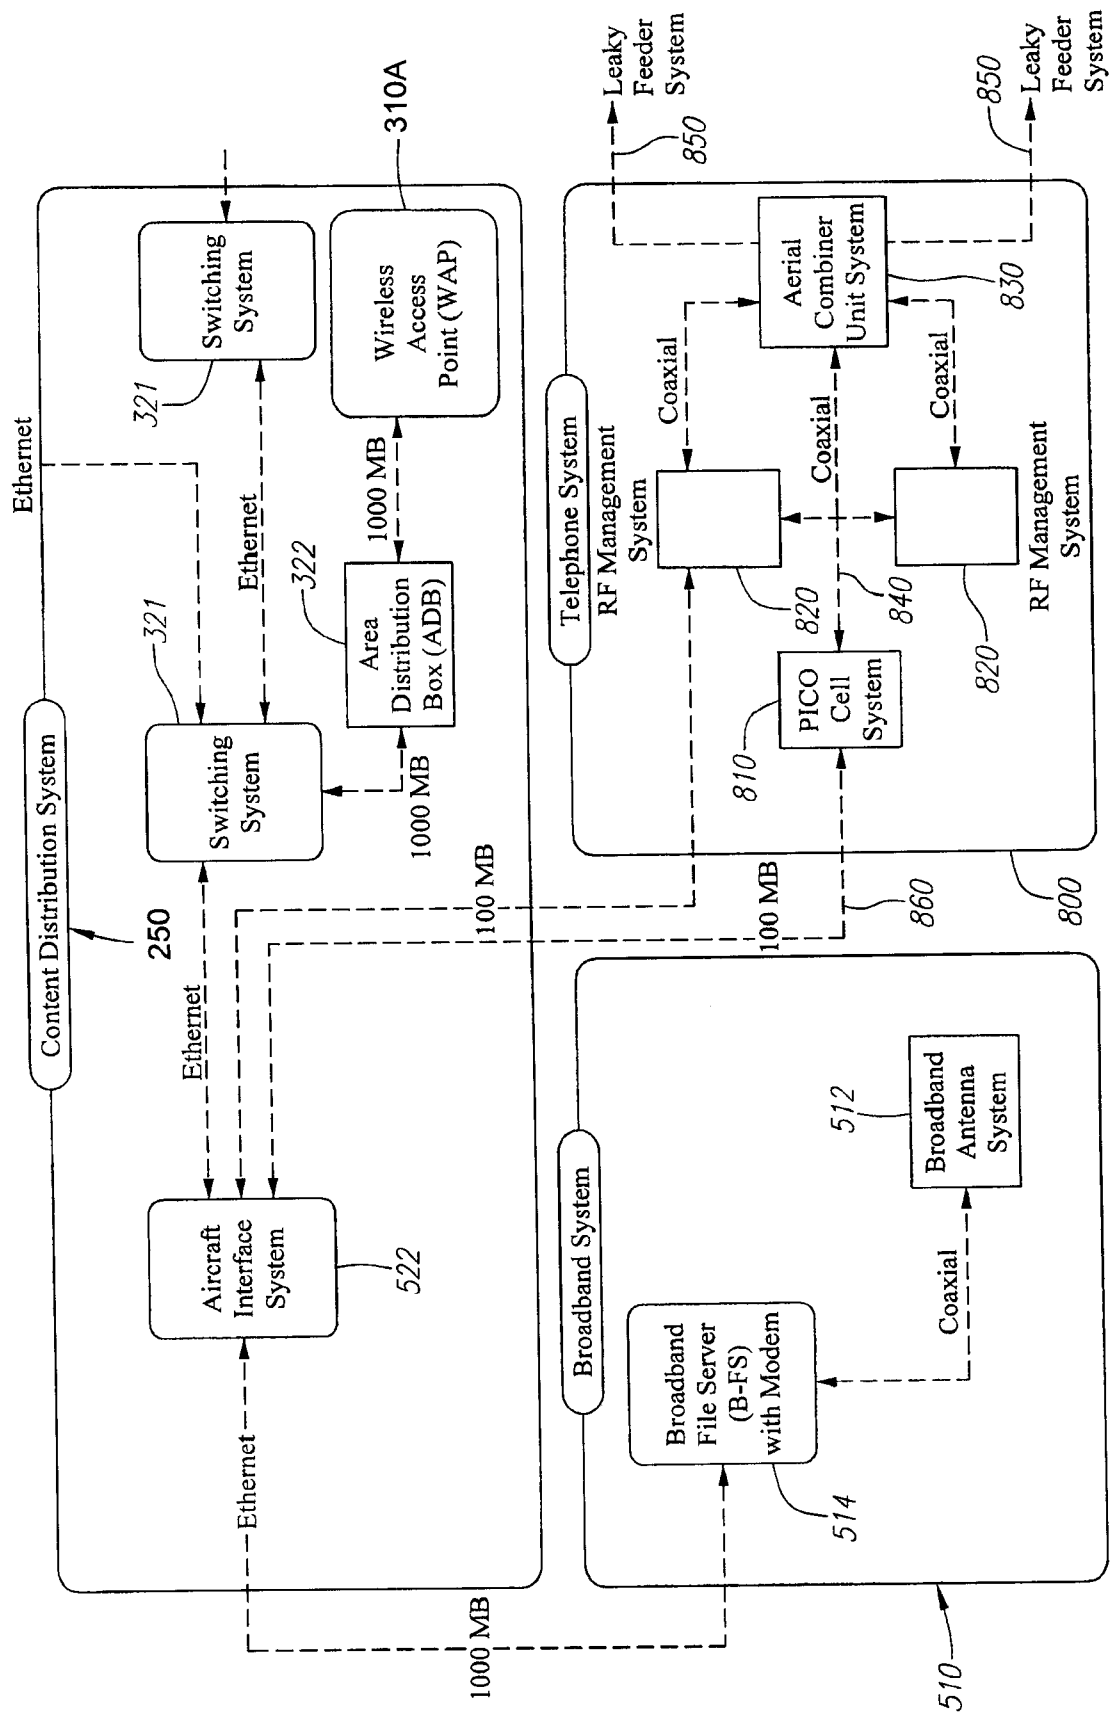 Content Distribution System
250
Ethernet
Switching
System
321
Ethernet
Switching
System
321
Wireless
Access
Point (WAP)
310A
1000 MB
Area
Distribution
Box (ADB)
322
1000 MB
Ethernet
Aircraft
Interface
System
522
Ethernet
1000 MB
100 MB
100 MB
860
Broadband System
510
Broadband
File Server
(B-FS)
with Modem
514
Coaxial
Broadband
Antenna
System
512
Telephone System
800
RF Management
System
820
Coaxial
PICO
Cell
System
810
840
Coaxial
820
RF Management
System
Coaxial
Aerial
Combiner
Unit System
830
850
Leaky
Feeder
System
850
Leaky
Feeder
System